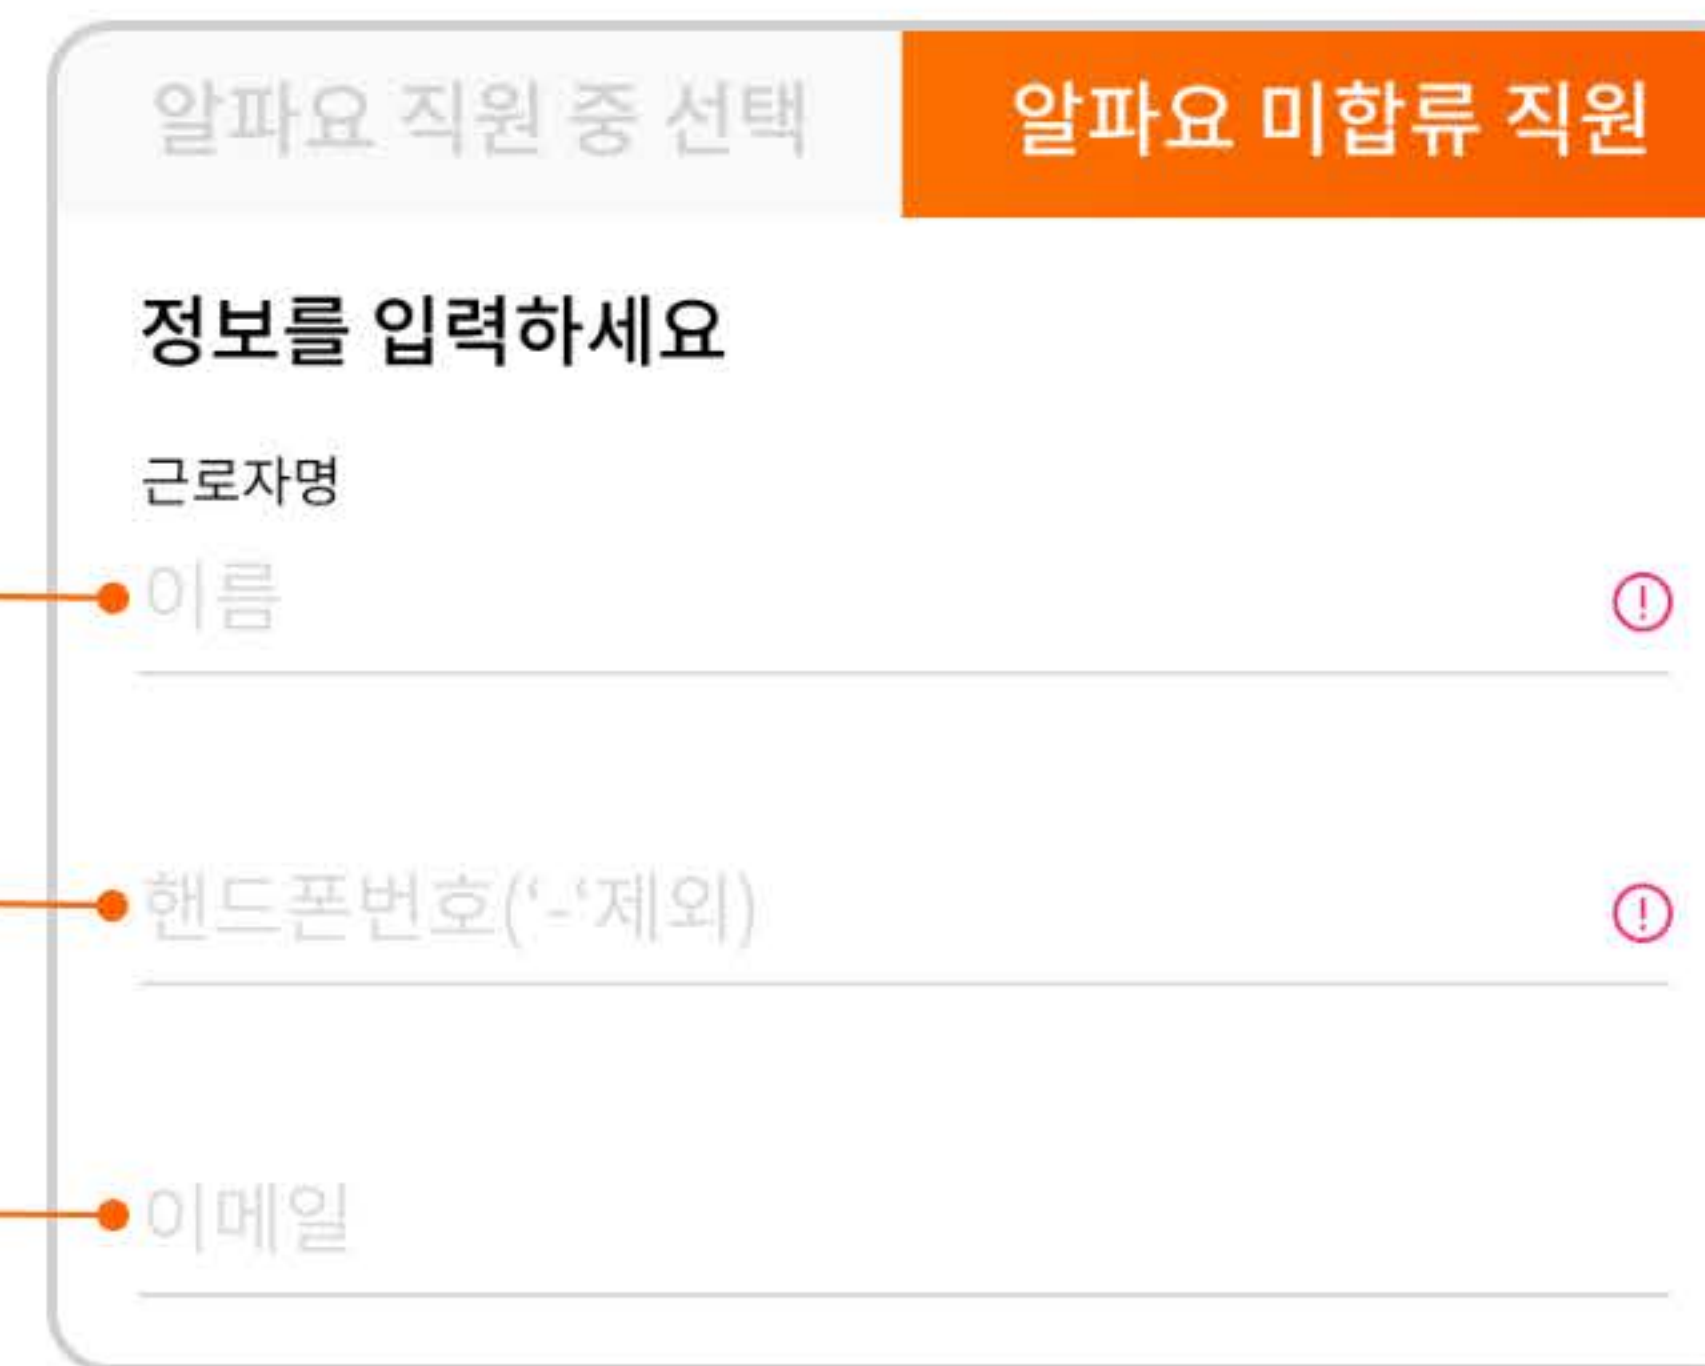 알파요 직원 중 선택
알파요 미합류 직원
정보를 입력하세요
근로자명
이름
핸드폰번호('-'제외)
이메일